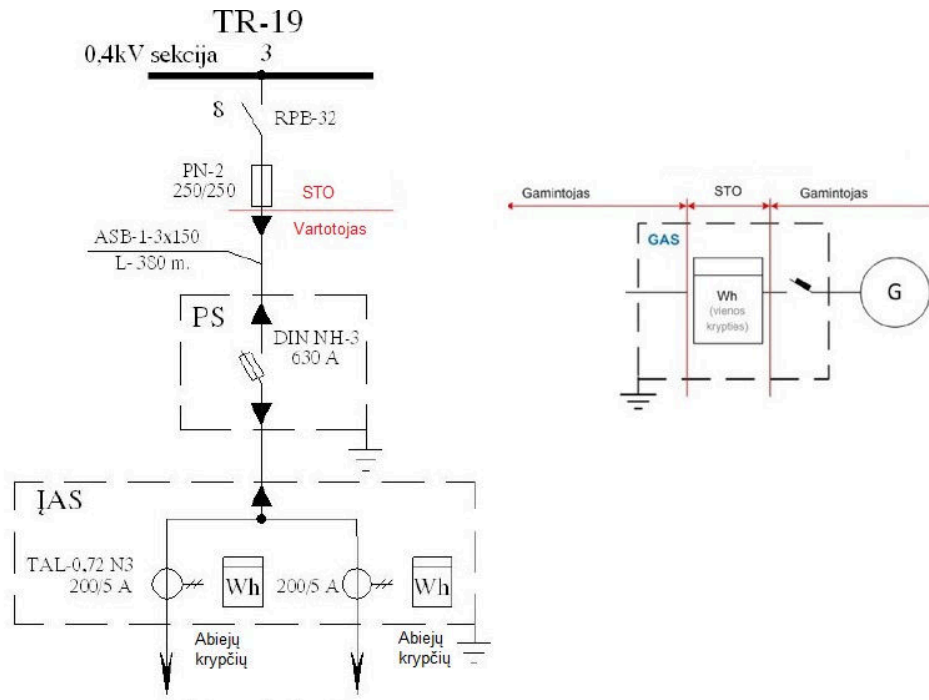 TR-19
0,4kV sekcija 3
8 RPB-32
PN-2
250/250
STO
Vartotojas
ASB-1-3x150
L- 380 m.
PS
DIN NH-3
630 A
ĮAS
TAL-0,72 N3
200/5 A
Wh
200/5 A
Wh
Abiejų
krypčių
Abiejų
krypčių
Gamintojas
STO
Gamintojas
GAS
Wh
(vienos
krypties)
G